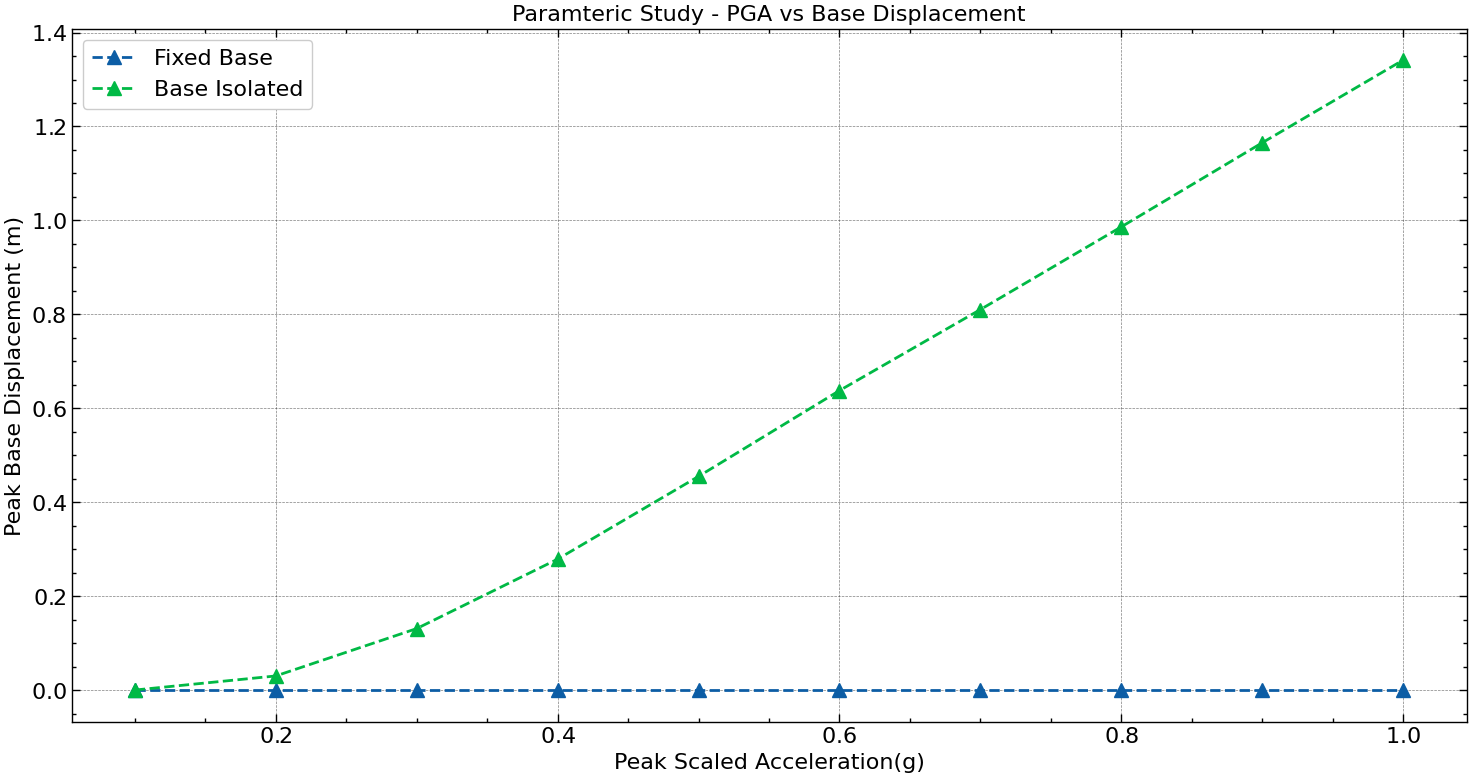 Paramteric Study - PGA vs Base Displacement
Fixed Base
Base Isolated
Peak Base Displacement (m)
1.4
1.2
1.0
0.8
0.6
0.4
0.2
0.0
0.2 0.4 0.6 0.8 1.0
Peak Scaled Acceleration(g)